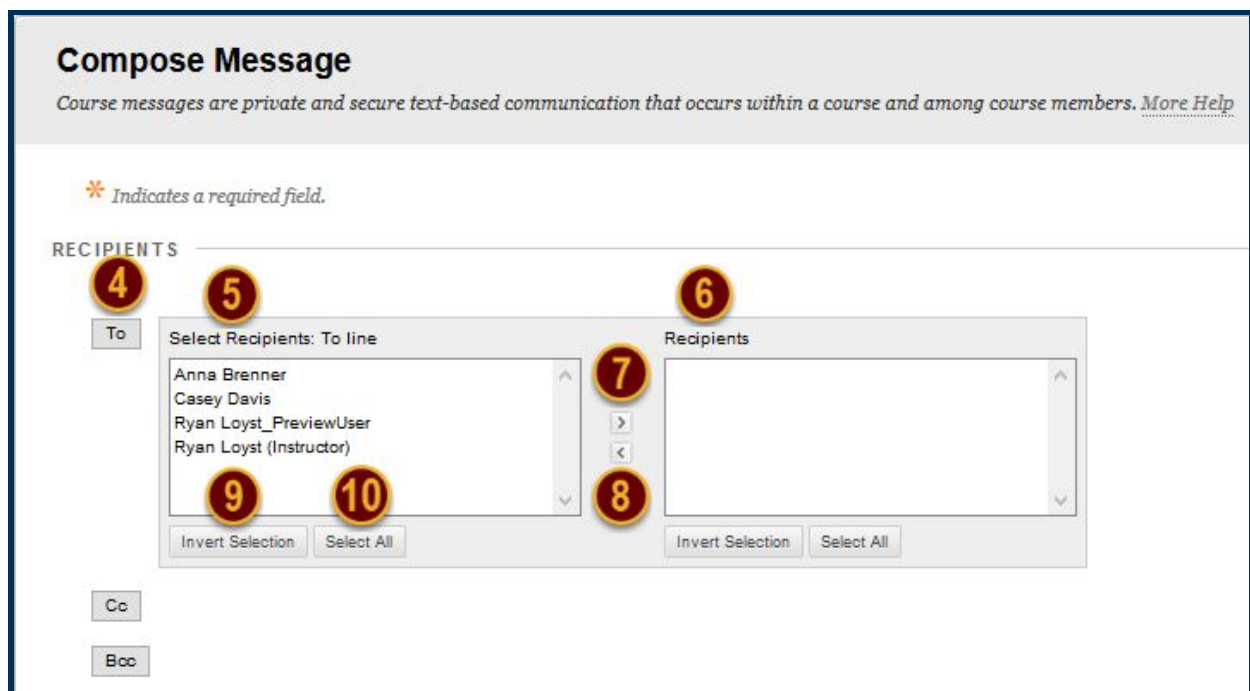 Compose Message
Course messages are private and secure text-based communication that occurs within a course and among course members. More Help
* Indicates a required field.
RECIPIENTS
4
5
6
To
Select Recipients: To line
Recipients
Anna Brenner
Casey Davis
Ryan Loyst_PreviewUser
Ryan Loyst (Instructor)
7
>
<
8
9
10
Invert Selection
Select All
Invert Selection
Select All
Cc
Bcc